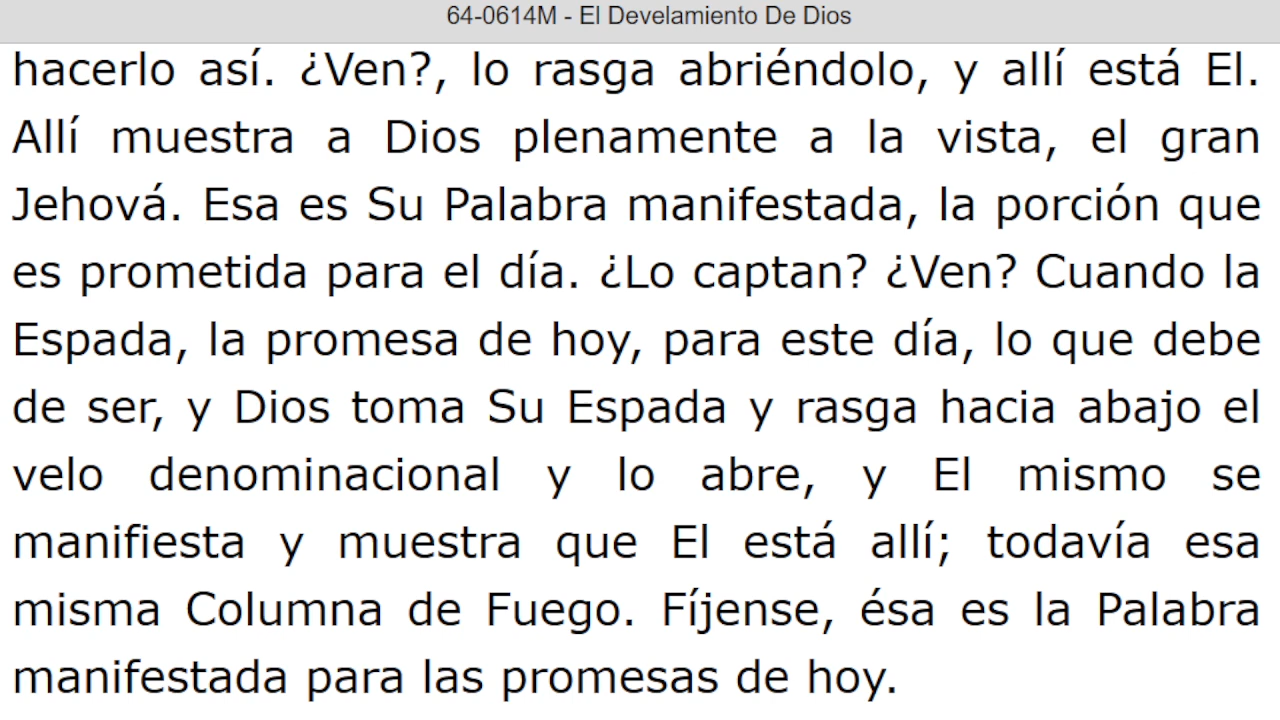 64-0614M - El Develamiento De Dios
hacerlo así. ¿Ven?, lo rasga abriéndolo, y allí está El.
Allí muestra a Dios plenamente a la vista, el gran
Jehová. Esa es Su Palabra manifestada, la porción que
es prometida para el día. ¿Lo captan? ¿Ven? Cuando la
Espada, la promesa de hoy, para este día, lo que debe
de ser, y Dios toma Su Espada y rasga hacia abajo el
velo denominacional y lo abre, y El mismo se
manifiesta y muestra que El está allí; todavía esa
misma Columna de Fuego. Fíjense, ésa es la Palabra
manifestada para las promesas de hoy.